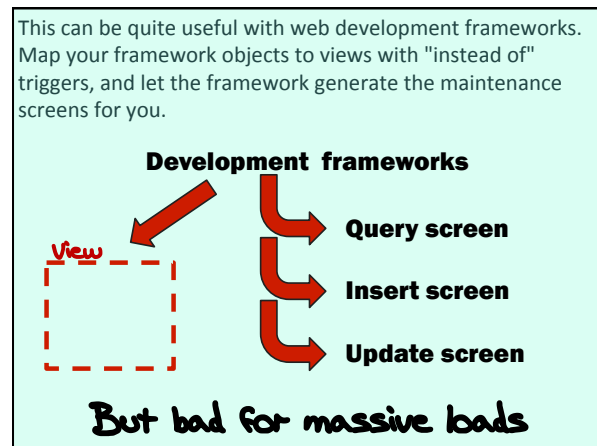 This can be quite useful with web development frameworks.
Map your framework objects to views with "instead of"
triggers, and let the framework generate the maintenance
screens for you.
Development frameworks
View
Query screen
Insert screen
Update screen
But bad for massive loads